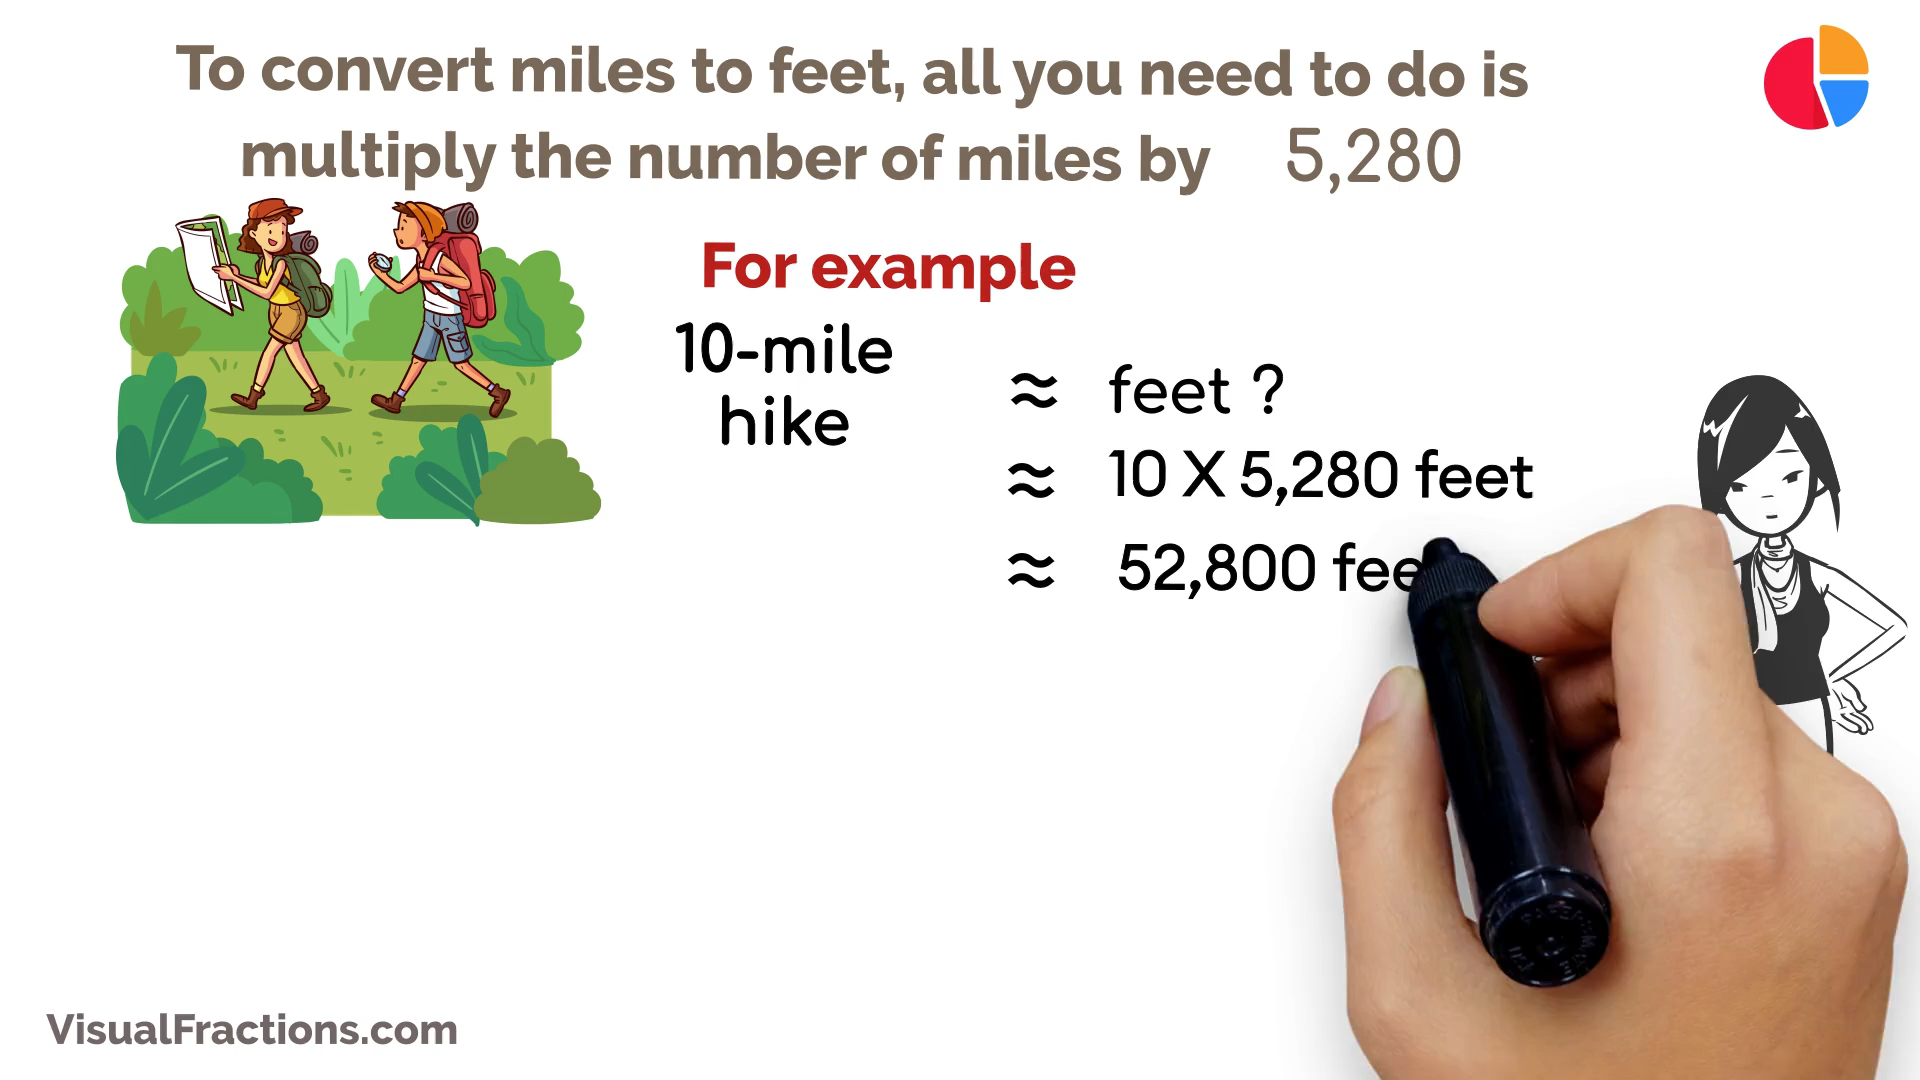 To convert miles to feet, all you need to do is
multiply the number of miles by 5,280
For example
10-mile
hike
≈ feet ?
≈ 10 X 5,280 feet
≈ 52,800 fee
VisualFractions.com